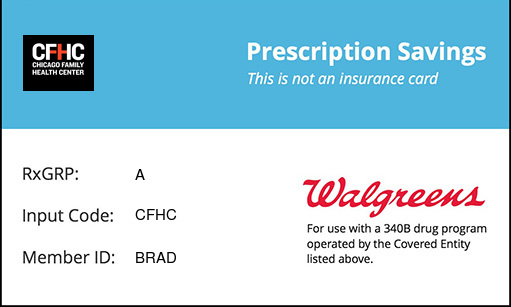 CFHC
CHICAGO FAMILY
HEALTH CENTER
Prescription Savings
This is not an insurance card
RxGRP: A
Input Code: CFHC
Member ID: BRAD
Walgreens
For use with a 340B drug program
operated by the Covered Entity
listed above.